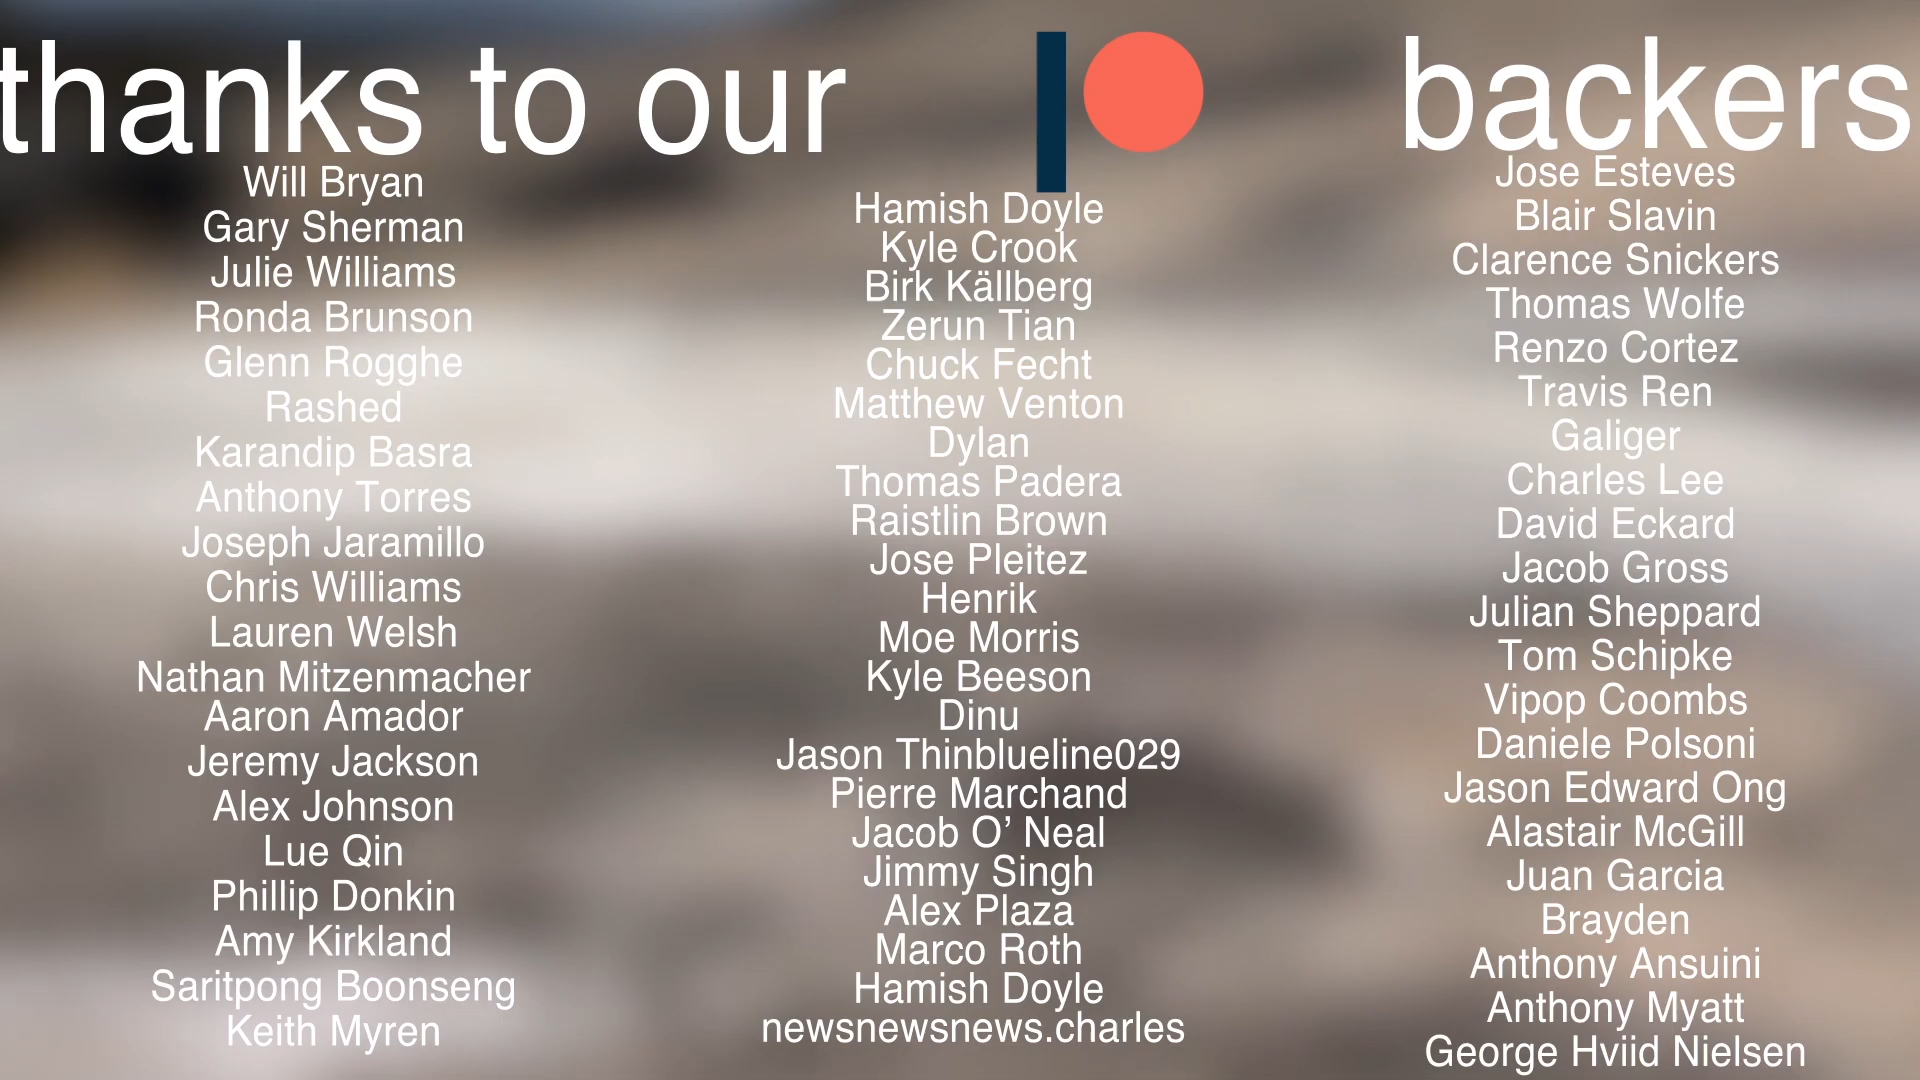 thanks to our backers
Will Bryan
Gary Sherman
Julie Williams
Ronda Brunson
Glenn Rogghe
Rashed
Karandip Basra
Anthony Torres
Joseph Jaramillo
Chris Williams
Lauren Welsh
Nathan Mitzenmacher
Aaron Amador
Jeremy Jackson
Alex Johnson
Lue Qin
Phillip Donkin
Amy Kirkland
Saritpong Boonseng
Keith Myren
Hamish Doyle
Kyle Crook
Birk Källberg
Zerun Tian
Chuck Fecht
Matthew Venton
Dylan
Thomas Padera
Raistlin Brown
Jose Pleitez
Henrik
Moe Morris
Kyle Beeson
Dinu
Jason Thinblueline029
Pierre Marchand
Jacob O’ Neal
Jimmy Singh
Alex Plaza
Marco Roth
Hamish Doyle
newsnewsnews.charles
Jose Esteves
Blair Slavin
Clarence Snickers
Thomas Wolfe
Renzo Cortez
Travis Ren
Galiger
Charles Lee
David Eckard
Jacob Gross
Julian Sheppard
Tom Schipke
Vipop Coombs
Daniele Polsoni
Jason Edward Ong
Alastair McGill
Juan Garcia
Brayden
Anthony Ansuini
Anthony Myatt
George Hviid Nielsen